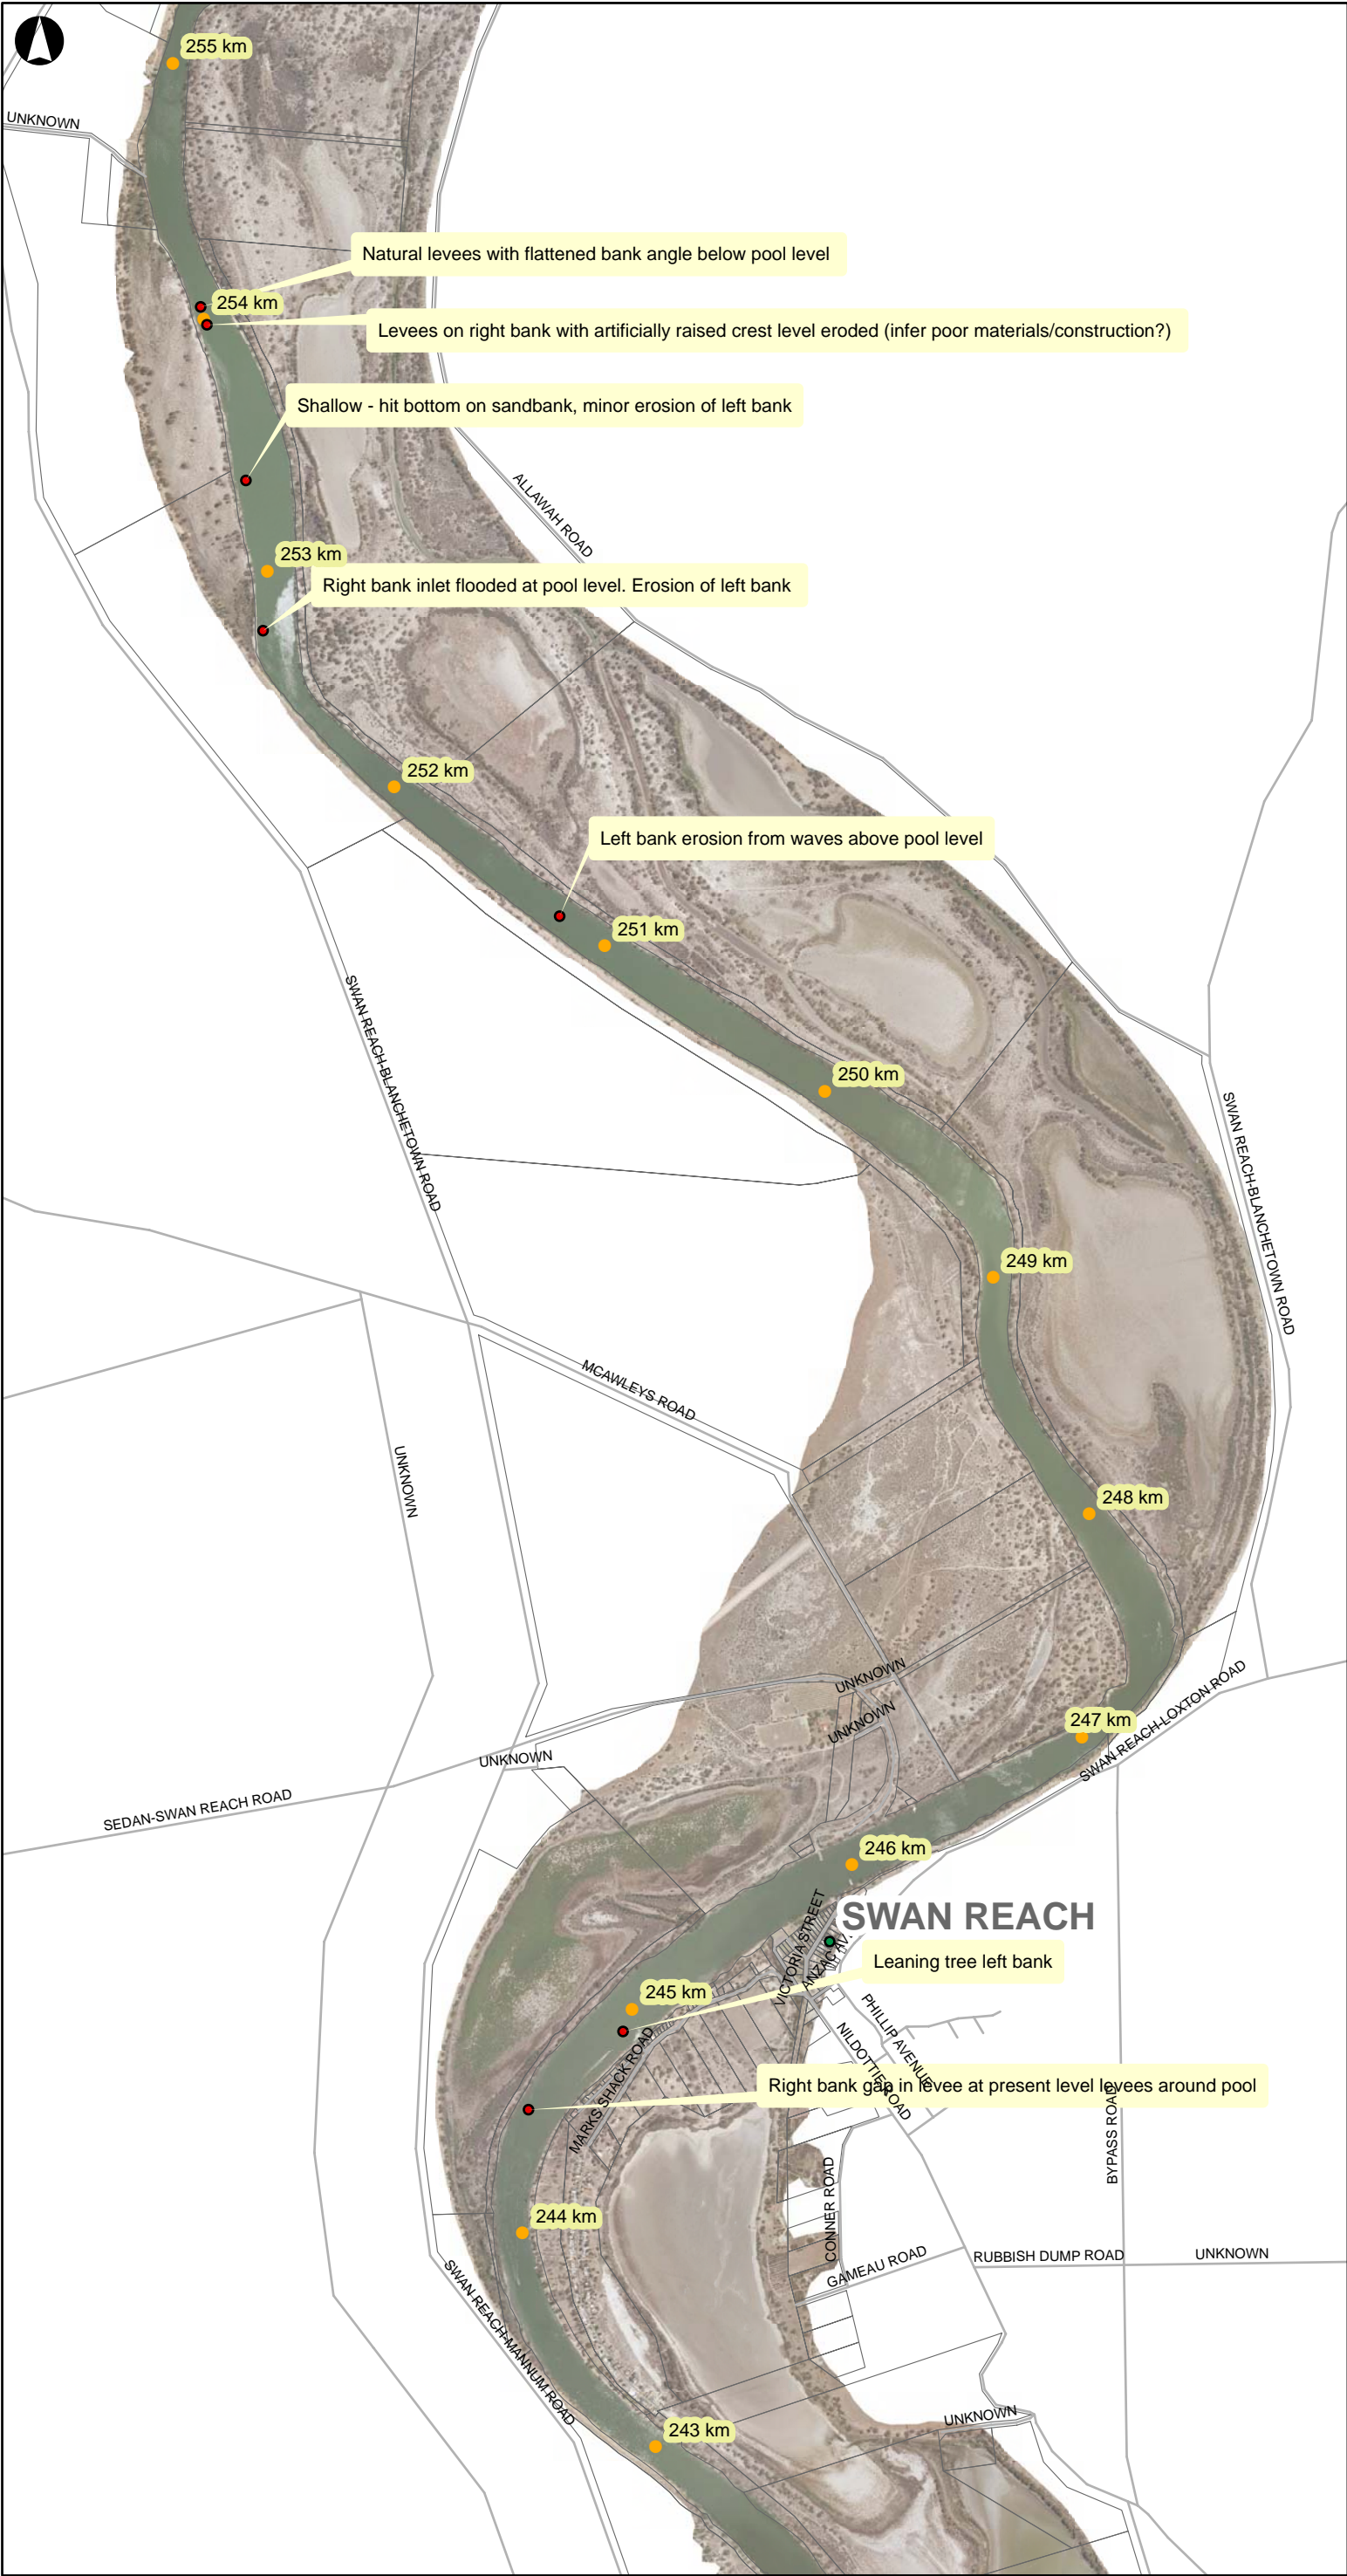 255 km
UNKNOWN
Natural levees with flattened bank angle below pool level
254 km
Levees on right bank with artificially raised crest level eroded (infer poor materials/construction?)
Shallow - hit bottom on sandbank, minor erosion of left bank
ALLAWAH ROAD
253 km
Right bank inlet flooded at pool level. Erosion of left bank
252 km
Left bank erosion from waves above pool level
251 km
SWAN REACH-BLANCHETOWN ROAD
250 km
SWAN REACH-BLANCHETOWN ROAD
249 km
MCAWLEYS ROAD
UNKNOWN
248 km
UNKNOWN
SWAN REACH-LOXTON ROAD
UNKNOWN
247 km
UNKNOWN
SEDAN-SWAN REACH ROAD
246 km
SWAN REACH
VICTORIA STREET
ANZAC AV.
Leaning tree left bank
245 km
PHILLIP AVENUE
NILDOTTIE ROAD
MARKS SHACK ROAD
Right bank gap in levee at present level levees around pool
BYPASS ROAD
CONNER ROAD
244 km
GAMEAU ROAD
RUBBISH DUMP ROAD
UNKNOWN
SWAN REACH-MANNUM ROAD
UNKNOWN
243 km